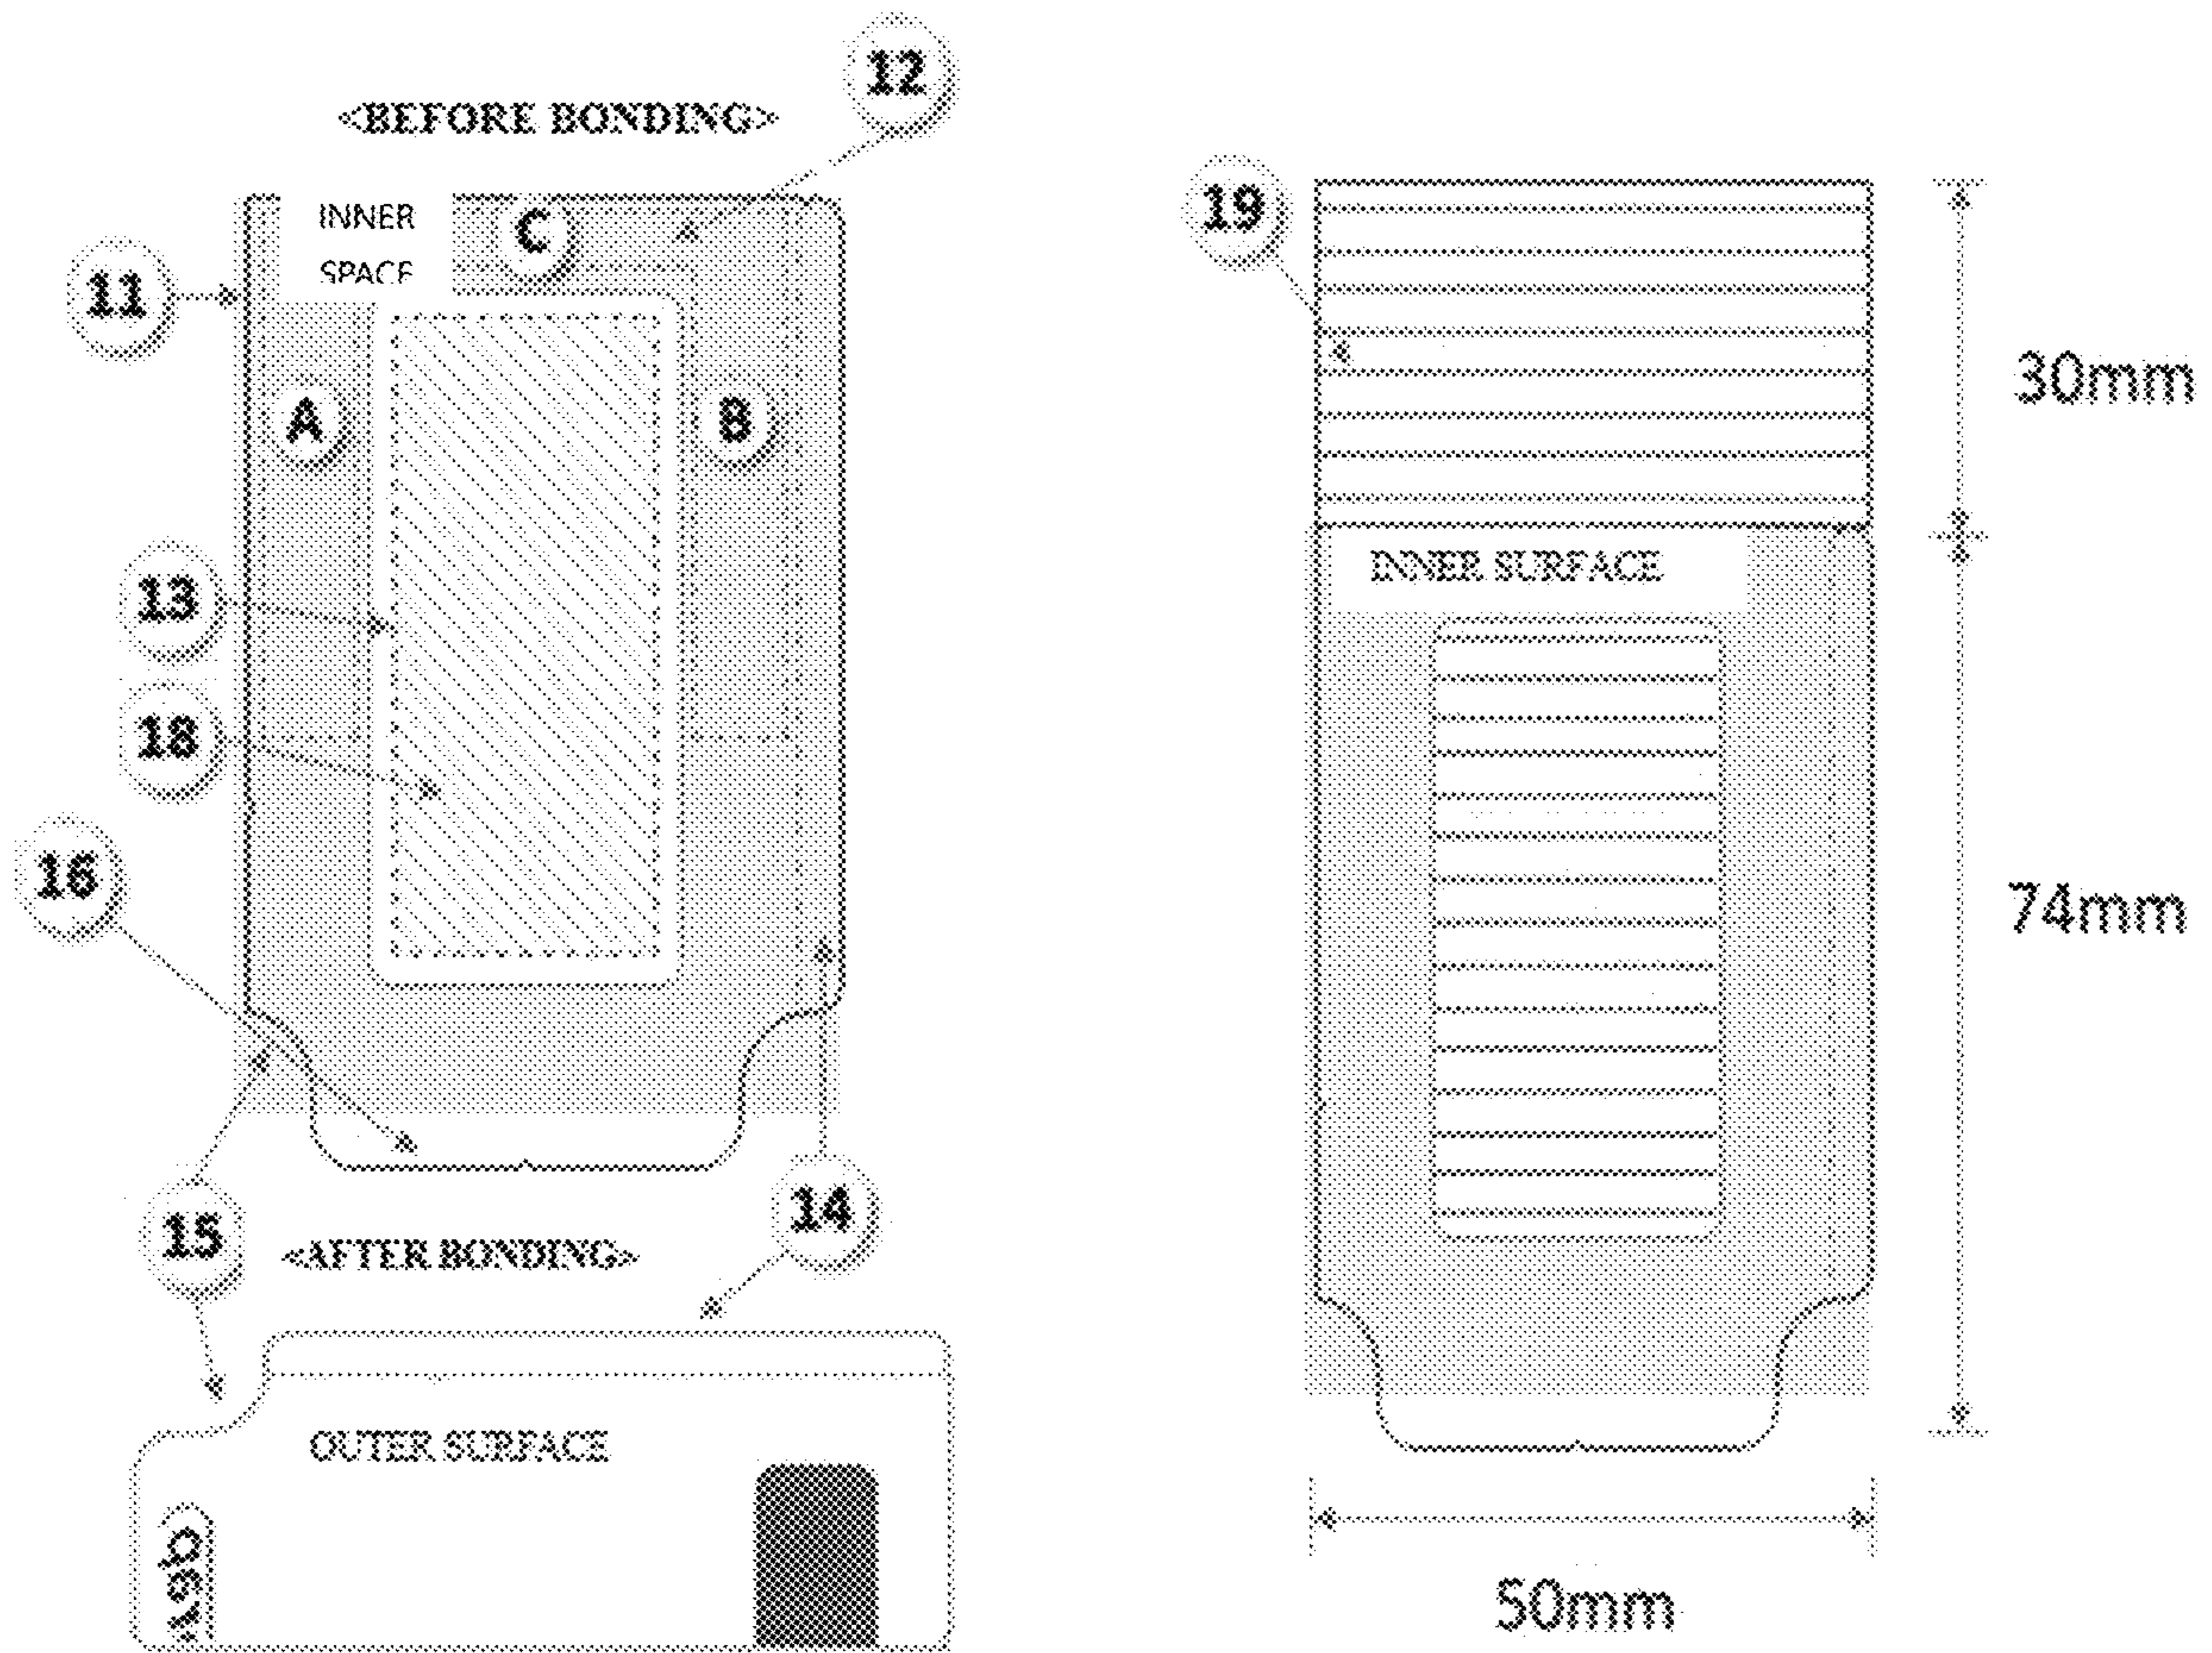 12
<BEFORE BONDING>
INNER
SPACE
C
11
A
B
13
18
16
15
14
<AFTER BONDING>
OUTER SURFACE
19
30mm
INNER SURFACE
74mm
50mm